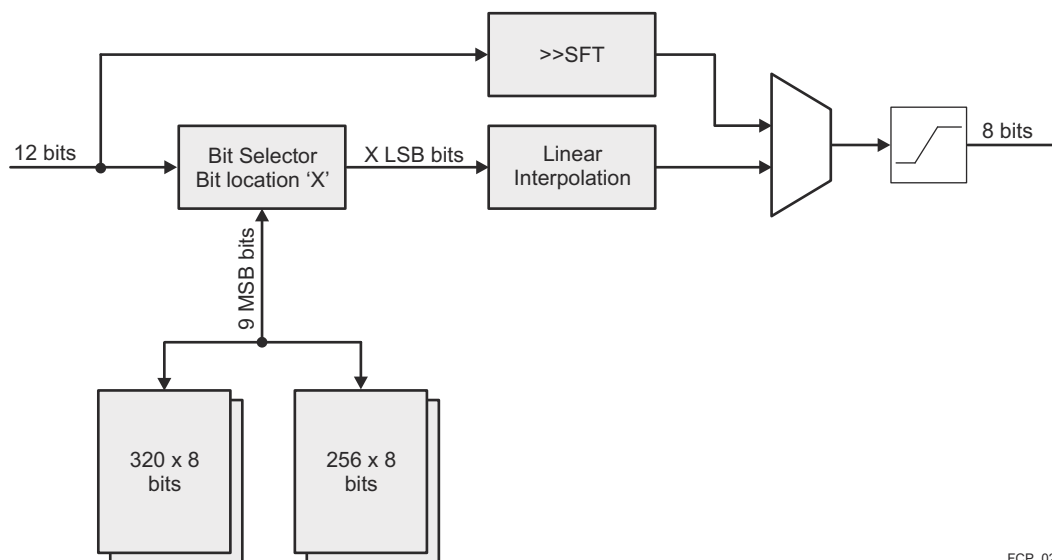 >>SFT
12 bits
Bit Selector
Bit location ‘X’
X LSB bits
Linear
Interpolation
8 bits
9 MSB bits
320 x 8
bits
256 x 8
bits